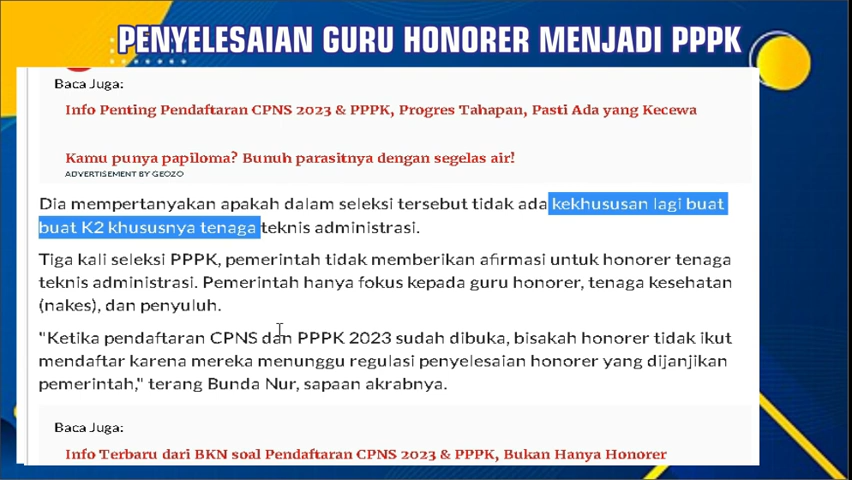 PENYELESAIAN GURU HONORER MENJADI PPPK
Baca Juga:
Info Penting Pendaftaran CPNS 2023 & PPPK, Progres Tahapan, Pasti Ada yang Kecewa
Kamu punya papiloma? Bunuh parasitnya dengan segelas air!
ADVERTISEMENT BY GEOZO
Dia mempertanyakan apakah dalam seleksi tersebut tidak ada kekhususan lagi buat
buat K2 khususnya tenaga teknis administrasi.
Tiga kali seleksi PPPK, pemerintah tidak memberikan afirmasi untuk honorer tenaga
teknis administrasi. Pemerintah hanya fokus kepada guru honorer, tenaga kesehatan
(nakes), dan penyuluh.
"Ketika pendaftaran CPNS dan PPPK 2023 sudah dibuka, bisakah honorer tidak ikut
mendaftar karena mereka menunggu regulasi penyelesaian honorer yang dijanjikan
pemerintah," terang Bunda Nur, sapaan akrabnya.
Baca Juga:
Info Terbaru dari BKN soal Pendaftaran CPNS 2023 & PPPK, Bukan Hanya Honorer